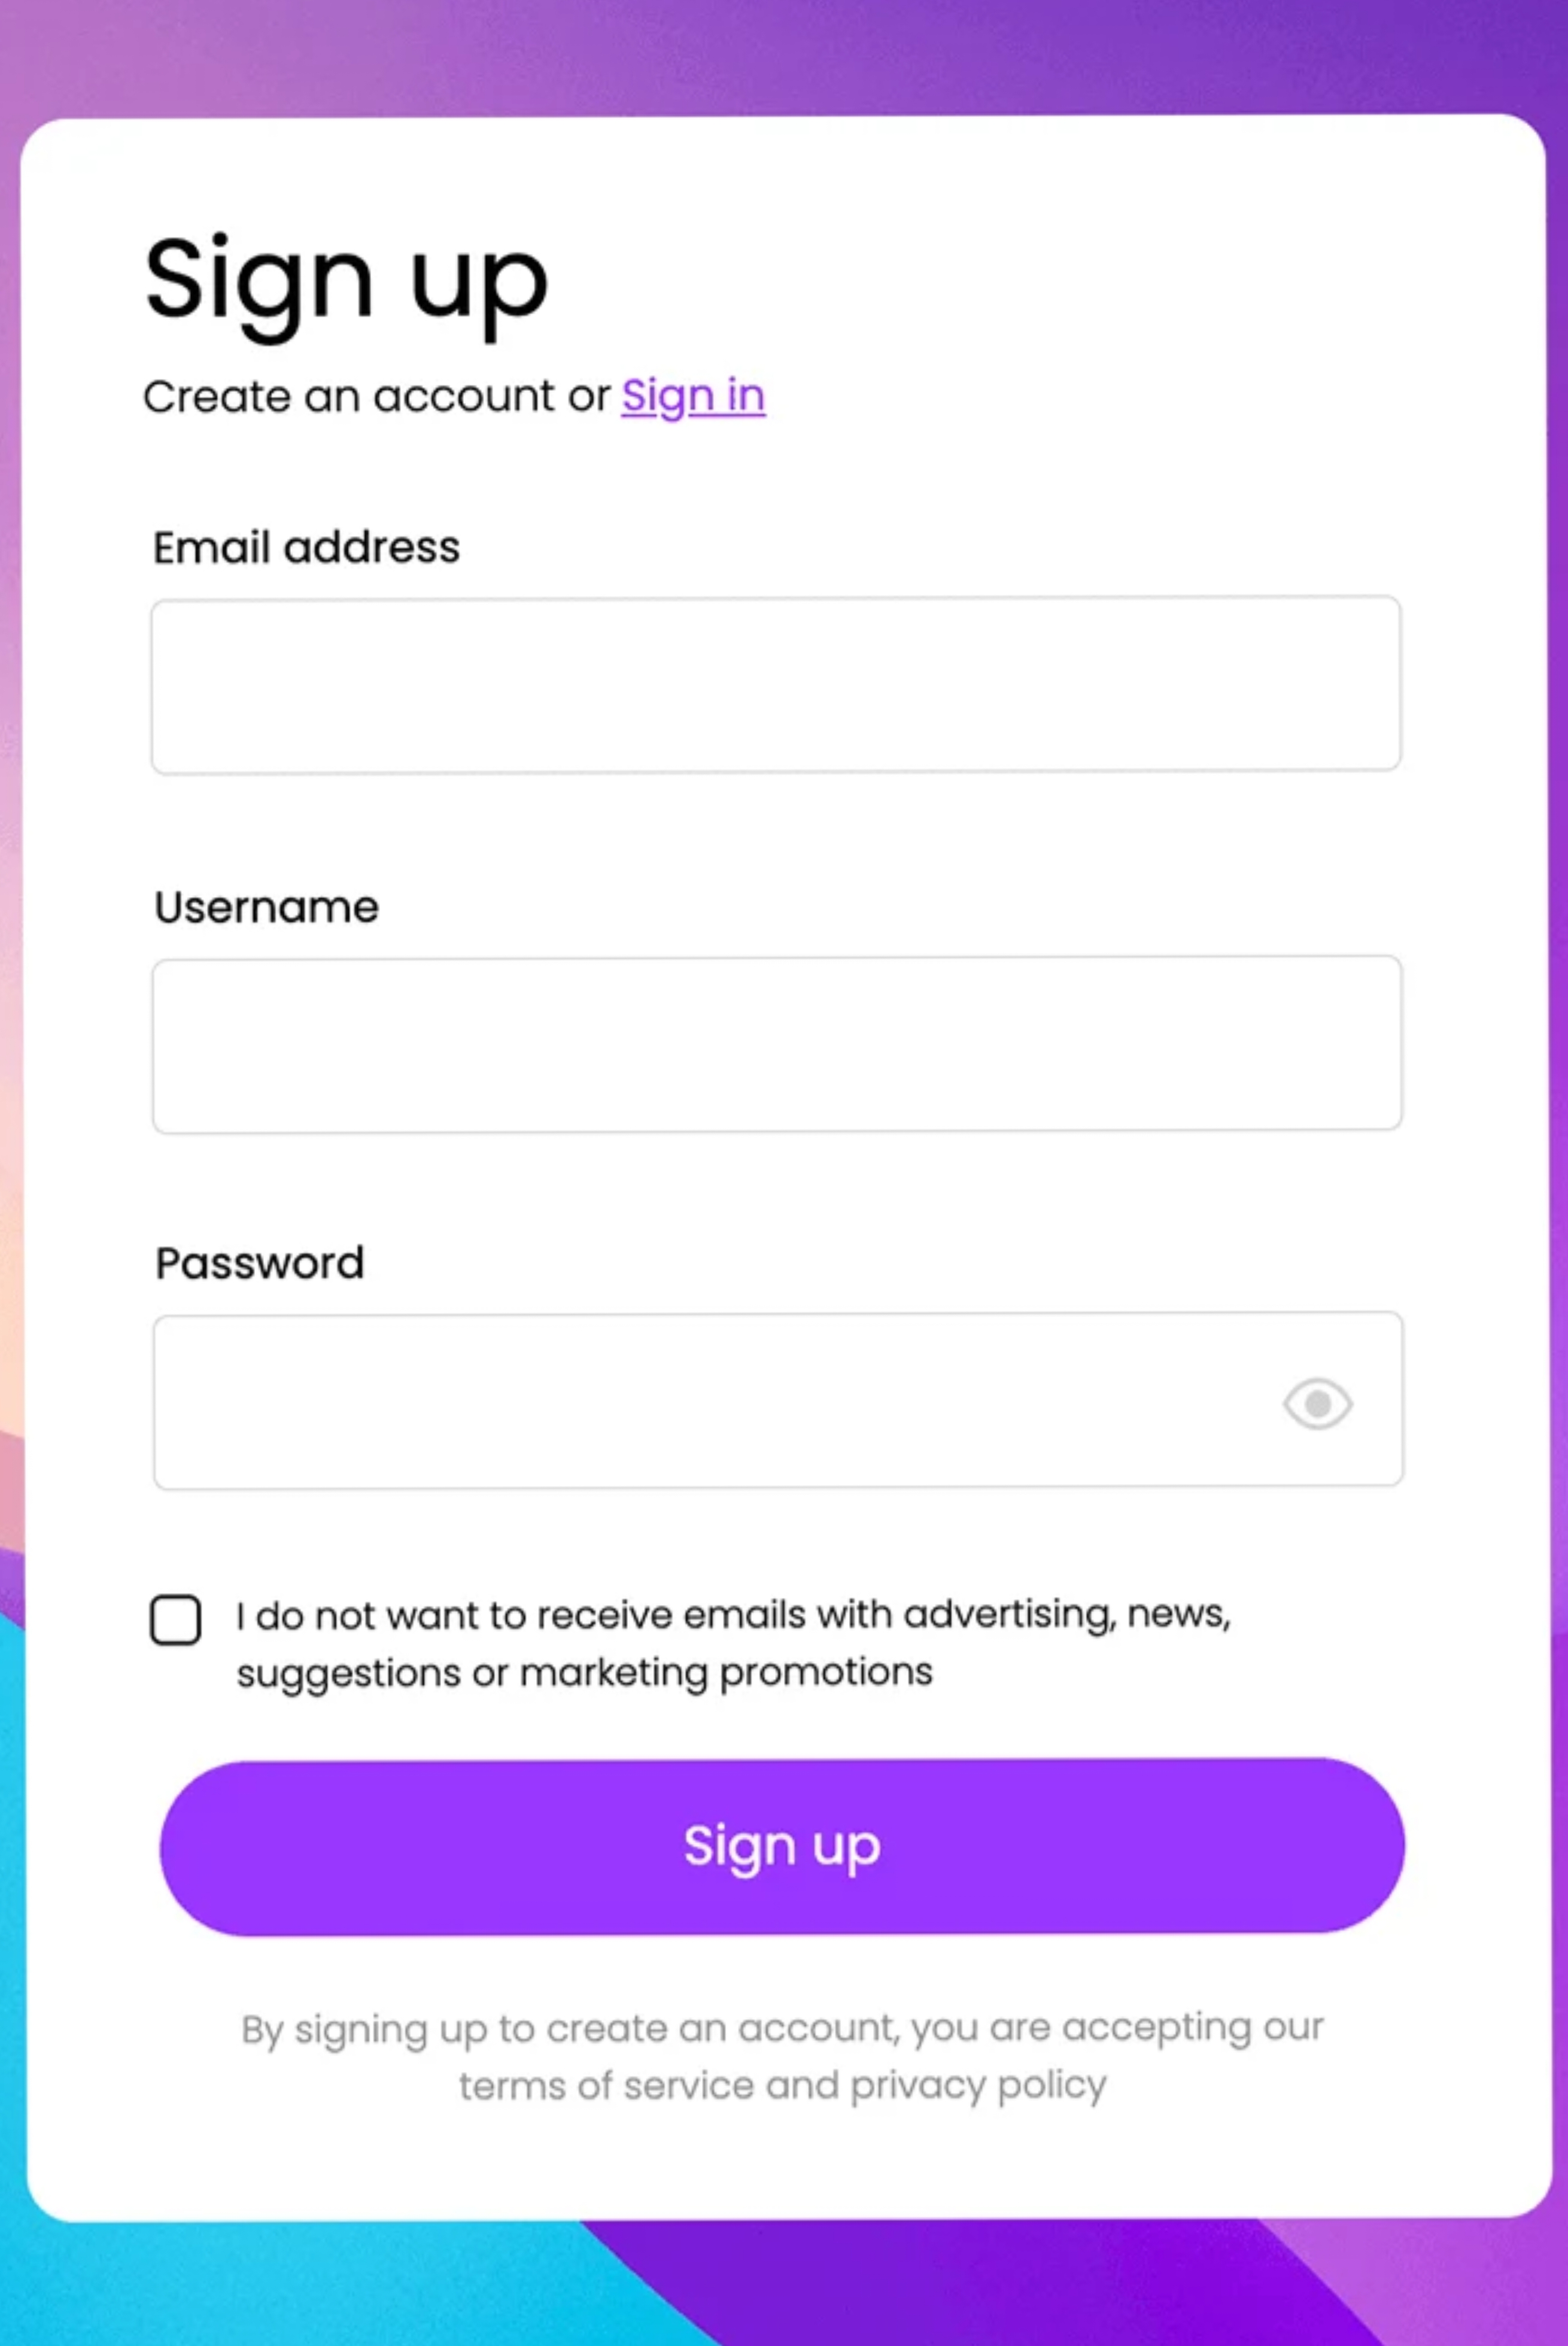 Sign up
Create an account or Sign in
Email address
Username
Password
I do not want to receive emails with advertising, news,
suggestions or marketing promotions
Sign up
By signing up to create an account, you are accepting our
terms of service and privacy policy